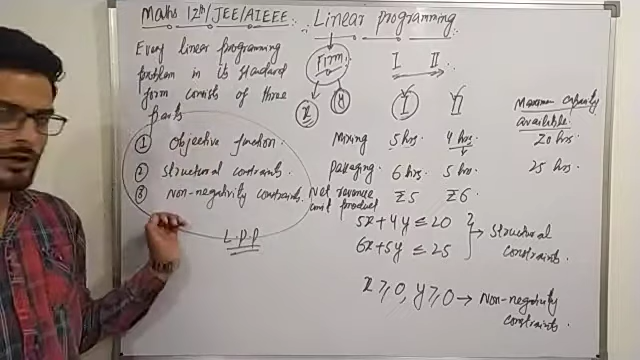 Maths 12th/JEE/AIEEE :. Linear programming
Every linear programming
problem in its standard
form consists of three
parts
① Objective function.
② Structural constraints.
③ Non-negativity constraints.
L.P.P
Firm.
I II
I II
Maximum capacity
available:
Mixing 5 hrs. 4 hrs. 20 hrs.
Packaging. 6 hrs. 5 hrs. 25 hrs
Net revenue ₹5 ₹6.
unit product
5x + 4y ≤ 20
6x + 5y ≤ 25
→ Structural
constraints.
x ≥ 0, y ≥ 0 → Non-negativity
constraints.